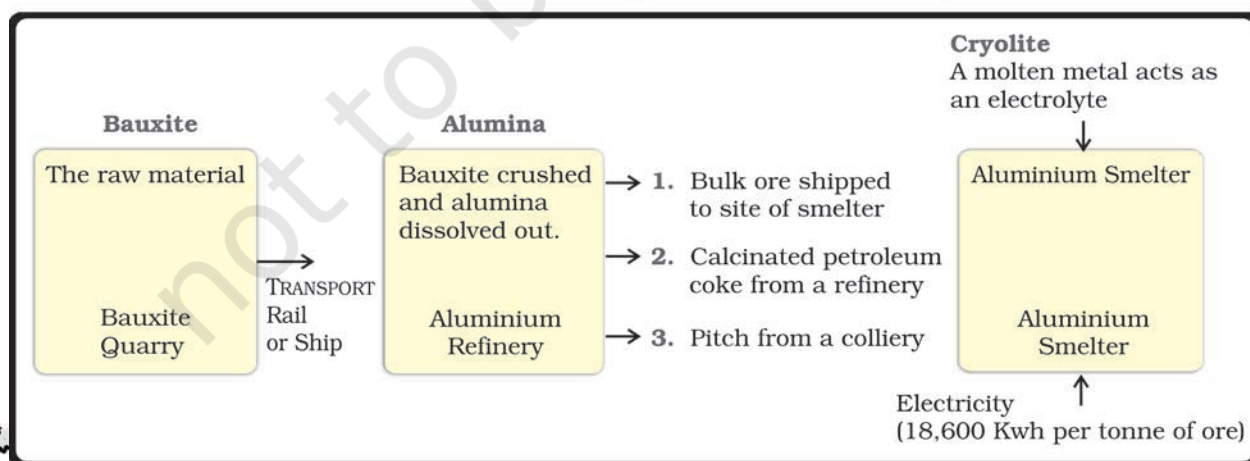 not to b
Bauxite
The raw material
Bauxite
Quarry
TRANSPORT
Rail
or Ship
Alumina
Bauxite crushed
and alumina
dissolved out.
Aluminium
Refinery
1. Bulk ore shipped
to site of smelter
2. Calcinated petroleum
coke from a refinery
3. Pitch from a colliery
Cryolite
A molten metal acts as
an electrolyte
Aluminium Smelter
Aluminium
Smelter
Electricity
(18,600 Kwh per tonne of ore)